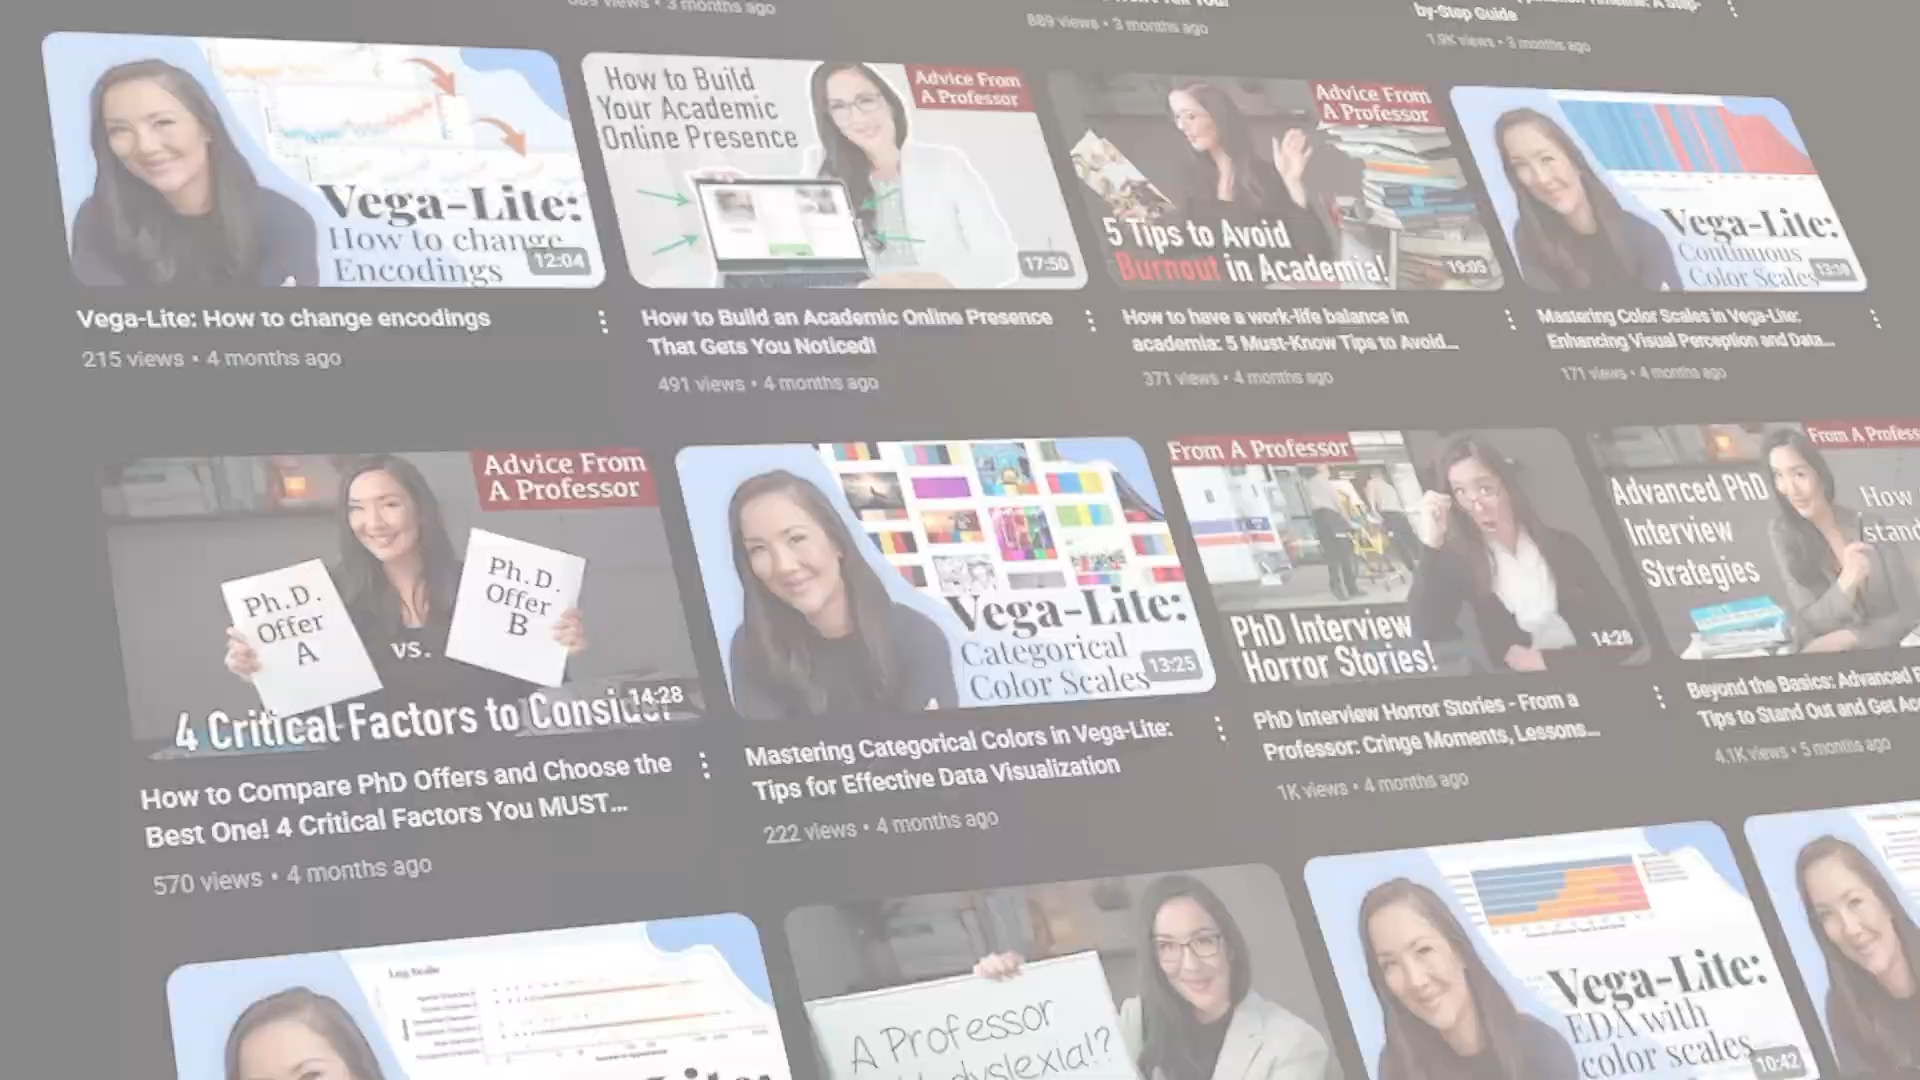 3 months ago
889 views • 3 months ago
by-Step Guide
1.9K views • 3 months ago
Vega-Lite:
How to change
Encodings
12:04
Vega-Lite: How to change encodings
215 views • 4 months ago
How to Build
Your Academic
Online Presence
Advice From
A Professor
17:50
How to Build an Academic Online Presence
That Gets You Noticed!
491 views • 4 months ago
Advice From
A Professor
5 Tips to Avoid
Burnout in Academia!
19:05
How to have a work-life balance in
academia: 5 Must-Know Tips to Avoid...
371 views • 4 months ago
Vega-Lite:
Continuous
Color Scales
Mastering Color Scales in Vega-Lite:
Enhancing Visual Perception and Data...
171 views • 4 months ago
Advice From
A Professor
Ph.D.
Offer
A
vs.
Ph.D.
Offer
B
4 Critical Factors to Consider
14:28
How to Compare PhD Offers and Choose the
Best One! 4 Critical Factors You MUST...
570 views • 4 months ago
Vega-Lite:
Categorical
Color Scales
13:25
Mastering Categorical Colors in Vega-Lite:
Tips for Effective Data Visualization
222 views • 4 months ago
From A Professor
PhD Interview
Horror Stories!
14:28
PhD Interview Horror Stories - From a
Professor: Cringe Moments, Lessons...
1K views • 4 months ago
From A Profess
Advanced PhD
Interview
Strategies
How
stand
Beyond the Basics: Advanced
Tips to Stand Out and Get
4.1K views • 5 months ago
Log Scale
A Professor
dyslexia!?
Vega-Lite:
EDA with
color scales
10:42